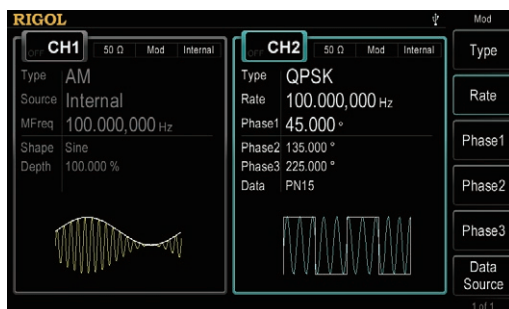 RIGOL
Mod
OFF CH1 50 Ω Mod Internal
Type AM
Source Internal
MFreq 100.000,000 Hz
Shape Sine
Depth 100.000 %
OFF CH2 50 Ω Mod Internal
Type QPSK
Rate 100.000,000 Hz
Phase1 45.000 °
Phase2 135.000 °
Phase3 225.000 °
Data PN15
Type
Rate
Phase1
Phase2
Phase3
Data
Source
1 of 1